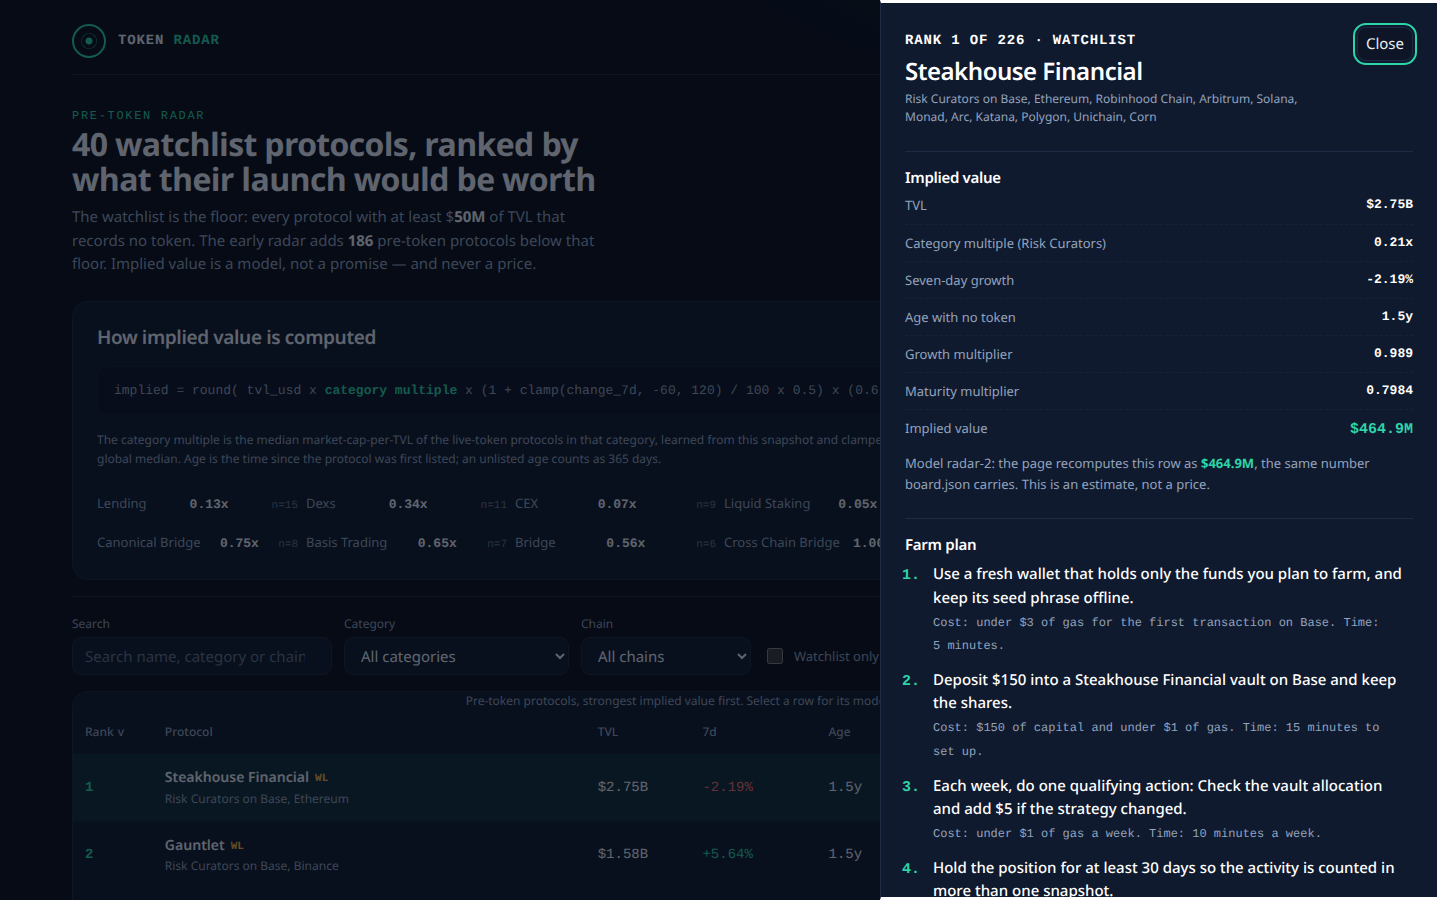 TOKEN RADAR
PRE-TOKEN RADAR
40 watchlist protocols, ranked by
what their launch would be worth
The watchlist is the floor: every protocol with at least $50M of TVL that
records no token. The early radar adds 186 pre-token protocols below that
floor. Implied value is a model, not a promise — and never a price.
How implied value is computed
implied = round( tvl_usd x category multiple x (1 + clamp(change_7d, -60, 120) / 100 x 0.5) x (0.6
The category multiple is the median market-cap-per-TVL of the live-token protocols in that category, learned from this snapshot and clampe
global median. Age is the time since the protocol was first listed; an unlisted age counts as 365 days.
Lending 0.13x n=15 Dexs 0.34x n=11 CEX 0.07x n=9 Liquid Staking 0.05x
Canonical Bridge 0.75x n=8 Basis Trading 0.65x n=7 Bridge 0.56x n=6 Cross Chain Bridge 1.00
Search Category Chain
Search name, category or chain All categories All chains Watchlist only
Pre-token protocols, strongest implied value first. Select a row for its mode
Rank v Protocol TVL 7d Age
1 Steakhouse Financial WL $2.75B -2.19% 1.5y
Risk Curators on Base, Ethereum
2 Gauntlet WL $1.58B +5.64% 1.5y
Risk Curators on Base, Binance
RANK 1 OF 226 · WATCHLIST
Close
Steakhouse Financial
Risk Curators on Base, Ethereum, Robinhood Chain, Arbitrum, Solana,
Monad, Arc, Katana, Polygon, Unichain, Corn
Implied value
TVL $2.75B
Category multiple (Risk Curators) 0.21x
Seven-day growth -2.19%
Age with no token 1.5y
Growth multiplier 0.989
Maturity multiplier 0.7984
Implied value $464.9M
Model radar-2: the page recomputes this row as $464.9M, the same number
board.json carries. This is an estimate, not a price.
Farm plan
1. Use a fresh wallet that holds only the funds you plan to farm, and
keep its seed phrase offline.
Cost: under $3 of gas for the first transaction on Base. Time:
5 minutes.
2. Deposit $150 into a Steakhouse Financial vault on Base and keep
the shares.
Cost: $150 of capital and under $1 of gas. Time: 15 minutes to
set up.
3. Each week, do one qualifying action: Check the vault allocation
and add $5 if the strategy changed.
Cost: under $1 of gas a week. Time: 10 minutes a week.
4. Hold the position for at least 30 days so the activity is counted in
more than one snapshot.